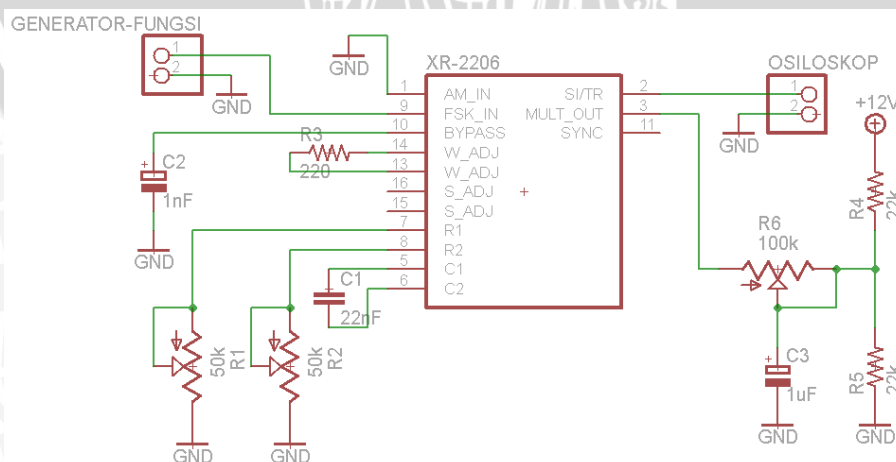 GENERATOR-FUNGSI
1
2
GND
GND
XR-2206
OSILOSKOP
1
2
GND
+12V
1 AM_IN SI/TR 2
9 FSK_IN MULT_OUT 3
10 BYPASS SYNC 11
14 W_ADJ
13 W_ADJ
16 S_ADJ
15 S_ADJ
7 R1
8 R2
5 C1
6 C2
R3
220
+ C2
1nF
GND
C1
22nF
50k
R1
GND
50k
R2
GND
R6
100k
R4
22k
+ C3
1uF
GND
R5
22k
GND